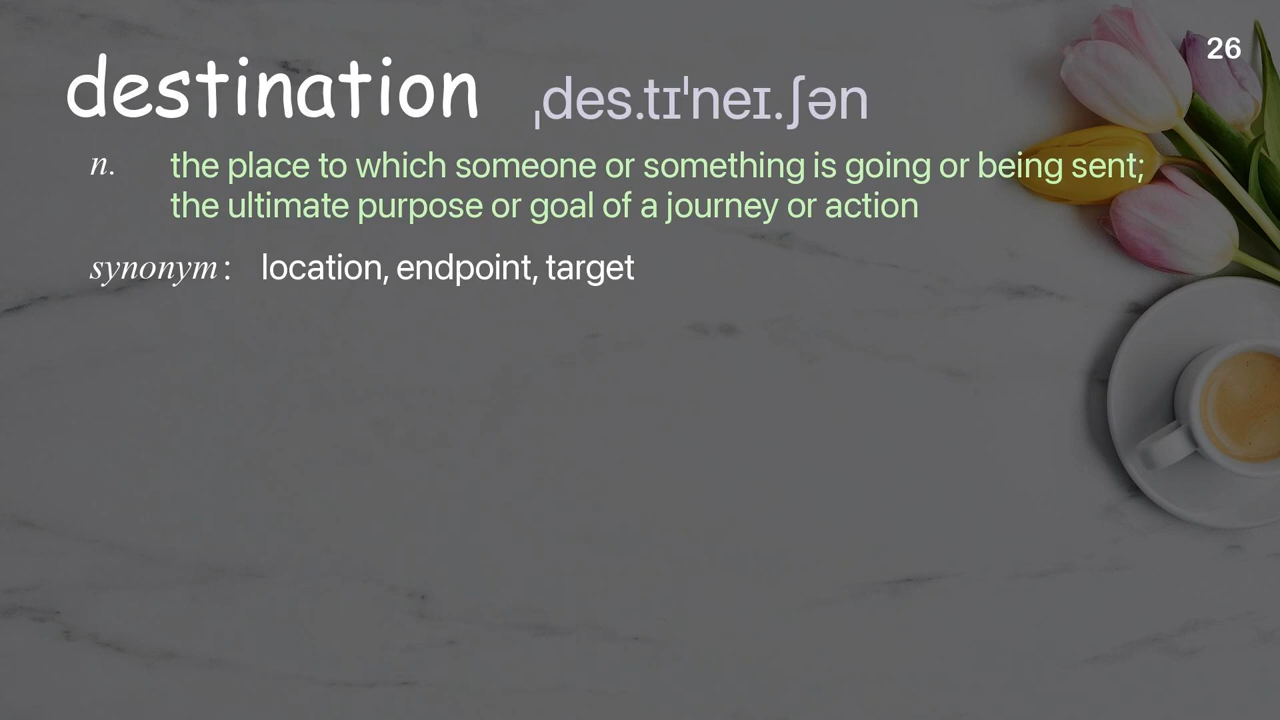 26
destination ˌdes.tɪˈneɪ.ʃən
n. the place to which someone or something is going or being sent;
the ultimate purpose or goal of a journey or action
synonym: location, endpoint, target